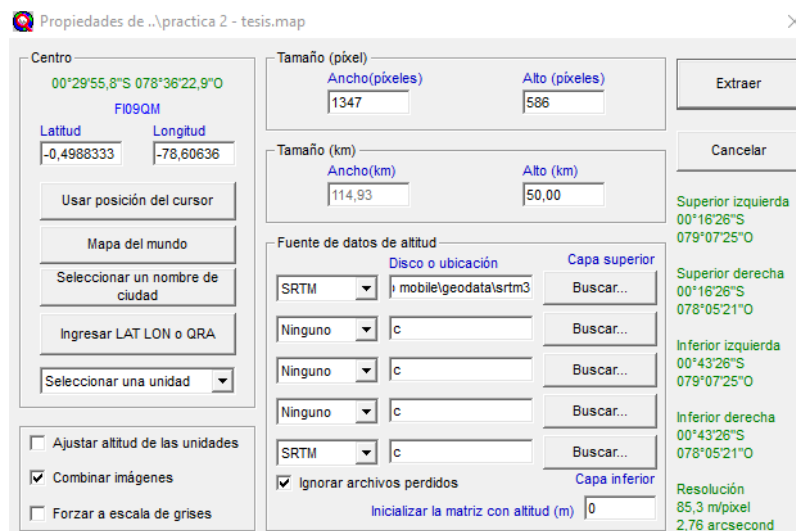 Propiedades de ..\practica 2 - tesis.map
Centro
00°29'55,8"S 078°36'22,9"O
FI09QM
Latitud Longitud
-0,4988333 -78,60636
Usar posición del cursor
Mapa del mundo
Seleccionar un nombre de
ciudad
Ingresar LAT LON o QRA
Seleccionar una unidad
Ajustar altitud de las unidades
Combinar imágenes
Forzar a escala de grises
Tamaño (píxel)
Ancho(píxeles) Alto (píxeles)
1347 586
Tamaño (km)
Ancho(km) Alto (km)
114,93 50,00
Fuente de datos de altitud
Disco o ubicación Capa superior
SRTM mobile\geodata\srtm3 Buscar...
Ninguno c Buscar...
Ninguno c Buscar...
Ninguno c Buscar...
SRTM c Buscar...
Ignorar archivos perdidos Capa inferior
Inicializar la matriz con altitud (m) 0
Extraer
Cancelar
Superior izquierda
00°16'26"S
079°07'25"O
Superior derecha
00°16'26"S
078°05'21"O
Inferior izquierda
00°43'26"S
079°07'25"O
Inferior derecha
00°43'26"S
078°05'21"O
Resolución
85,3 m/pixel
2,76 arcsecond